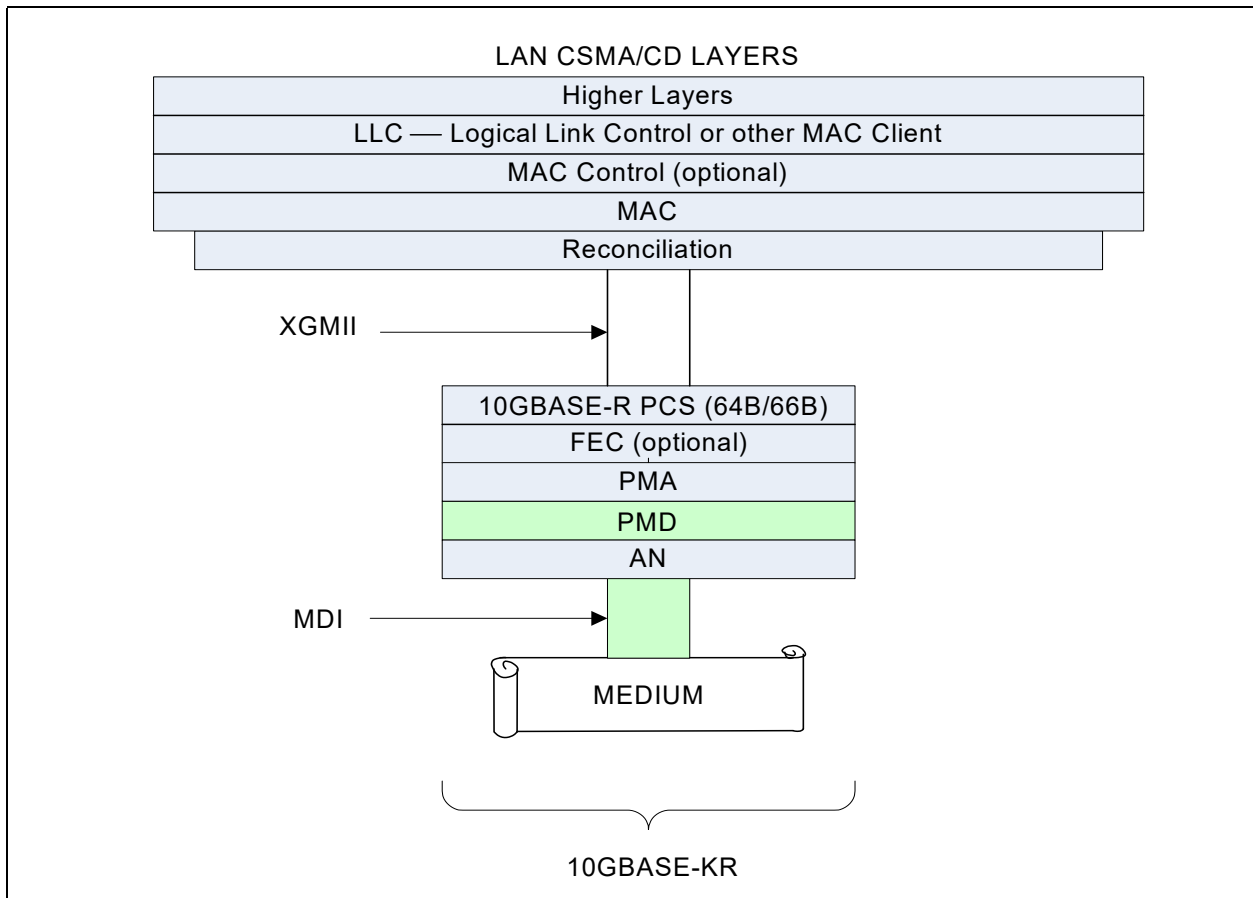 LAN CSMA/CD LAYERS
Higher Layers
LLC — Logical Link Control or other MAC Client
MAC Control (optional)
MAC
Reconciliation
XGMII
10GBASE-R PCS (64B/66B)
FEC (optional)
PMA
PMD
AN
MDI
MEDIUM
10GBASE-KR